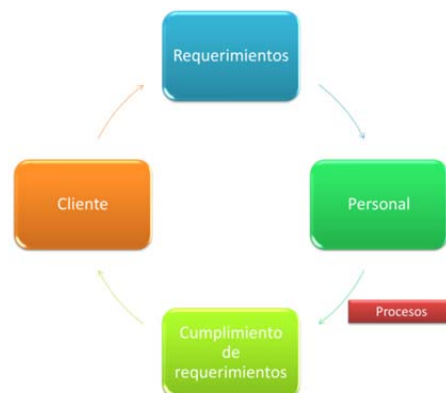 Requerimientos
Cliente
Personal
Procesos
Cumplimiento
de
requerimientos